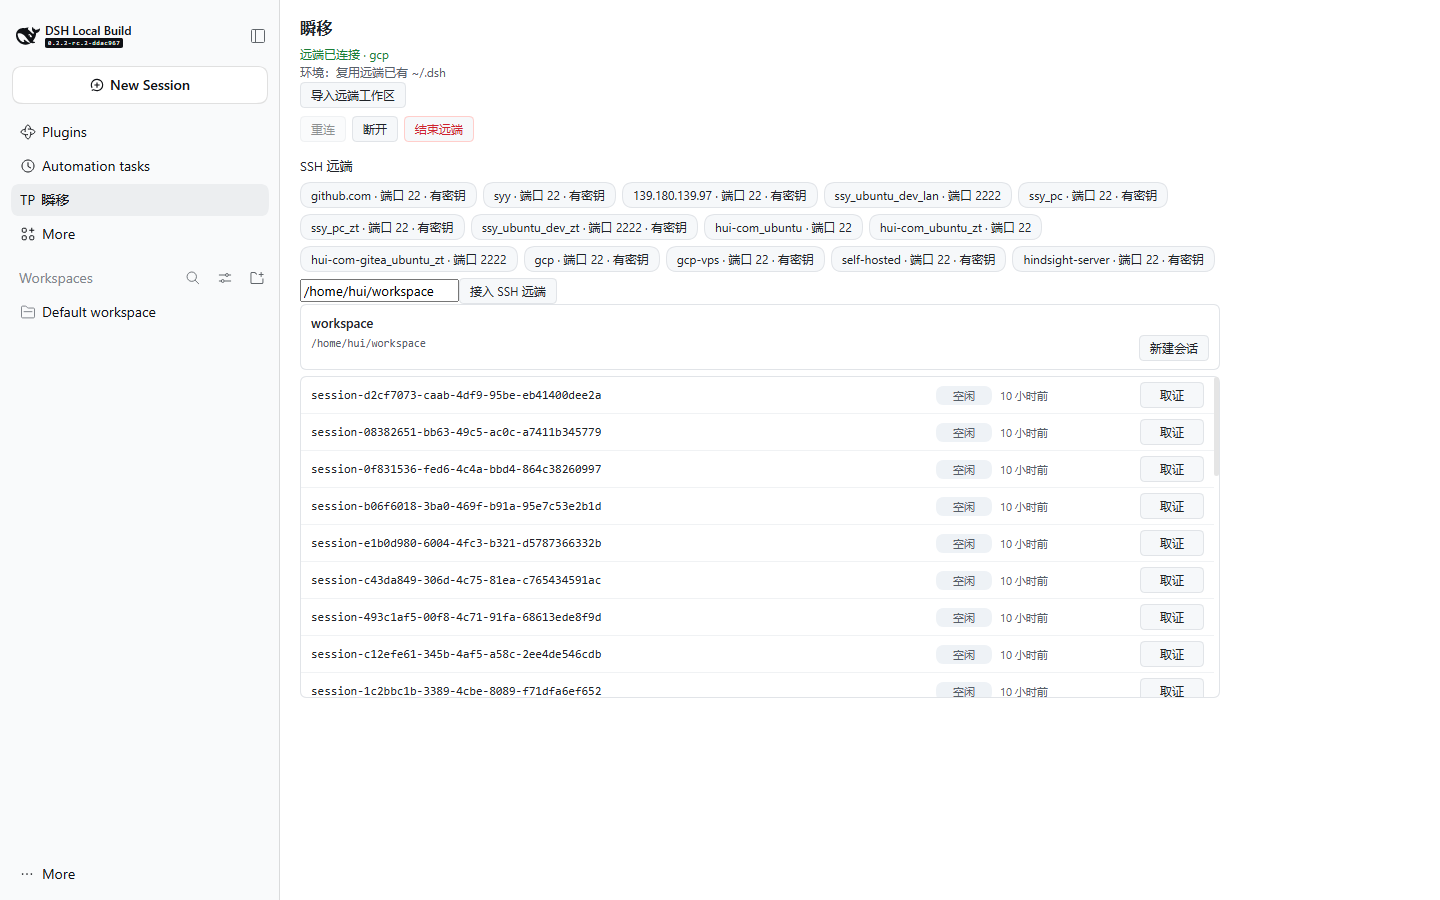 DSH Local Build
0.3.2-rc.3-ddac967
New Session
Plugins
Automation tasks
TP 瞬移
More
Workspaces
Default workspace
More
瞬移
远端已连接 · gcp
环境：复用远端已有 ~/.dsh
导入远端工作区
重连 断开 结束远端
SSH 远端
github.com · 端口 22 · 有密钥 syy · 端口 22 · 有密钥 139.180.139.97 · 端口 22 · 有密钥 ssy_ubuntu_dev_lan · 端口 2222 ssy_pc · 端口 22 · 有密钥
ssy_pc_zt · 端口 22 · 有密钥 ssy_ubuntu_dev_zt · 端口 2222 · 有密钥 hui-com_ubuntu · 端口 22 hui-com_ubuntu_zt · 端口 22
hui-com-gitea_ubuntu_zt · 端口 2222 gcp · 端口 22 · 有密钥 gcp-vps · 端口 22 · 有密钥 self-hosted · 端口 22 · 有密钥 hindsight-server · 端口 22 · 有密钥
/home/hui/workspace 接入 SSH 远端
workspace
/home/hui/workspace
新建会话
session-d2cf7073-caab-4df9-95be-eb41400dee2a 空闲 10 小时前 取证
session-08382651-bb63-49c5-ac0c-a7411b345779 空闲 10 小时前 取证
session-0f831536-fed6-4c4a-bbd4-864c38260997 空闲 10 小时前 取证
session-b06f6018-3ba0-469f-b91a-95e7c53e2b1d 空闲 10 小时前 取证
session-e1b0d980-6004-4fc3-b321-d5787366332b 空闲 10 小时前 取证
session-c43da849-306d-4c75-81ea-c765434591ac 空闲 10 小时前 取证
session-493c1af5-00f8-4c71-91fa-68613ede8f9d 空闲 10 小时前 取证
session-c12efe61-345b-4af5-a58c-2ee4de546cdb 空闲 10 小时前 取证
session-1c2bbc1b-3389-4cbe-8089-f71dfa6ef652 空闲 10 小时前 取证